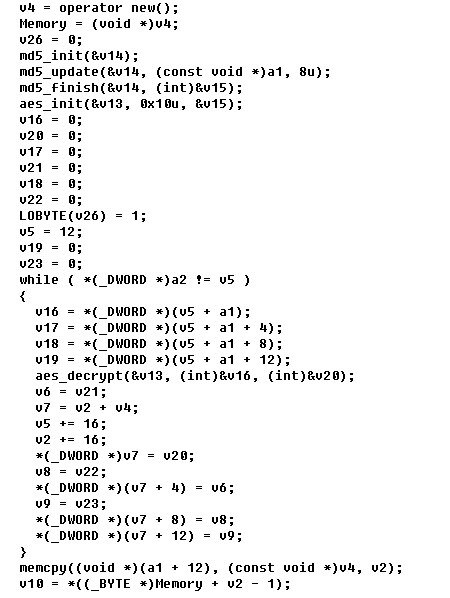 v4 = operator new();
Memory = (void *)v4;
v26 = 0;
md5_init(&v14);
md5_update(&v14, (const void *)a1, 8u);
md5_finish(&v14, (int)&v15);
aes_init(&v13, 0x10u, &v15);
v16 = 0;
v20 = 0;
v17 = 0;
v21 = 0;
v18 = 0;
v22 = 0;
LOBYTE(v26) = 1;
v5 = 12;
v19 = 0;
v23 = 0;
while ( *(_DWORD *)a2 != v5 )
{
  v16 = *(_DWORD *)(v5 + a1);
  v17 = *(_DWORD *)(v5 + a1 + 4);
  v18 = *(_DWORD *)(v5 + a1 + 8);
  v19 = *(_DWORD *)(v5 + a1 + 12);
  aes_decrypt(&v13, (int)&v16, (int)&v20);
  v6 = v21;
  v7 = v2 + v4;
  v5 += 16;
  v2 += 16;
  *(_DWORD *)v7 = v20;
  v8 = v22;
  *(_DWORD *)(v7 + 4) = v6;
  v9 = v23;
  *(_DWORD *)(v7 + 8) = v8;
  *(_DWORD *)(v7 + 12) = v9;
}
memcpy((void *)(a1 + 12), (const void *)v4, v2);
v10 = *((_BYTE *)Memory + v2 - 1);